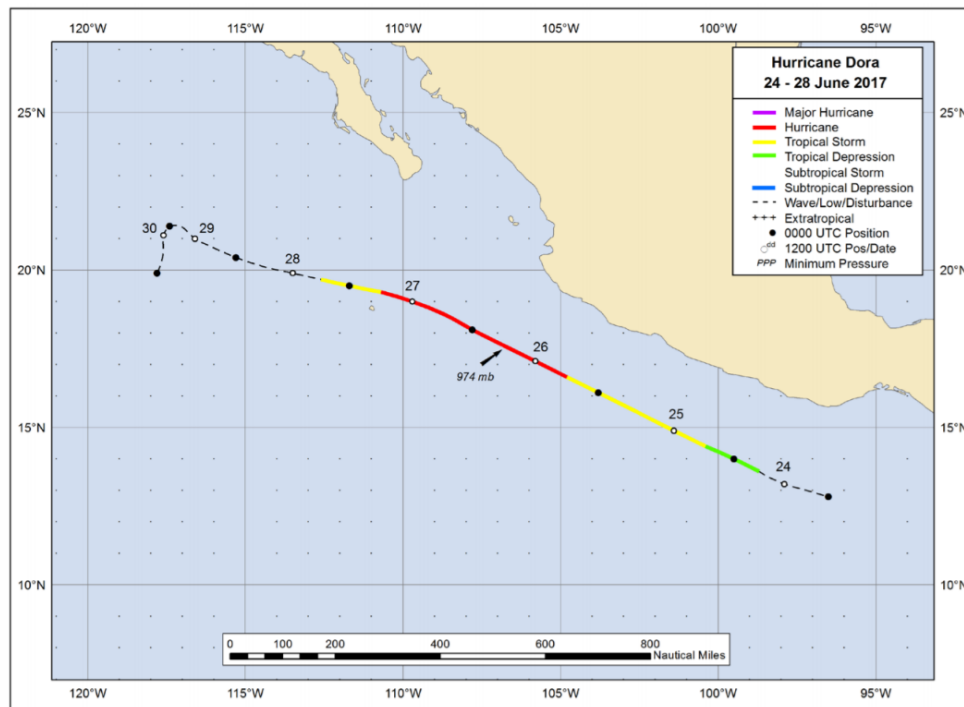 120°W 115°W 110°W 105°W 100°W 95°W
Hurricane Dora
24 - 28 June 2017
Major Hurricane
Hurricane
Tropical Storm
Tropical Depression
Subtropical Storm
Subtropical Depression
Wave/Low/Disturbance
Extratropical
0000 UTC Position
dd 1200 UTC Pos/Date
PPP Minimum Pressure
25°N 25°N
30 29
20°N 20°N
28
27
26
974 mb
25
15°N 15°N
24
10°N 10°N
0 100 200 400 600 800
Nautical Miles
120°W 115°W 110°W 105°W 100°W 95°W